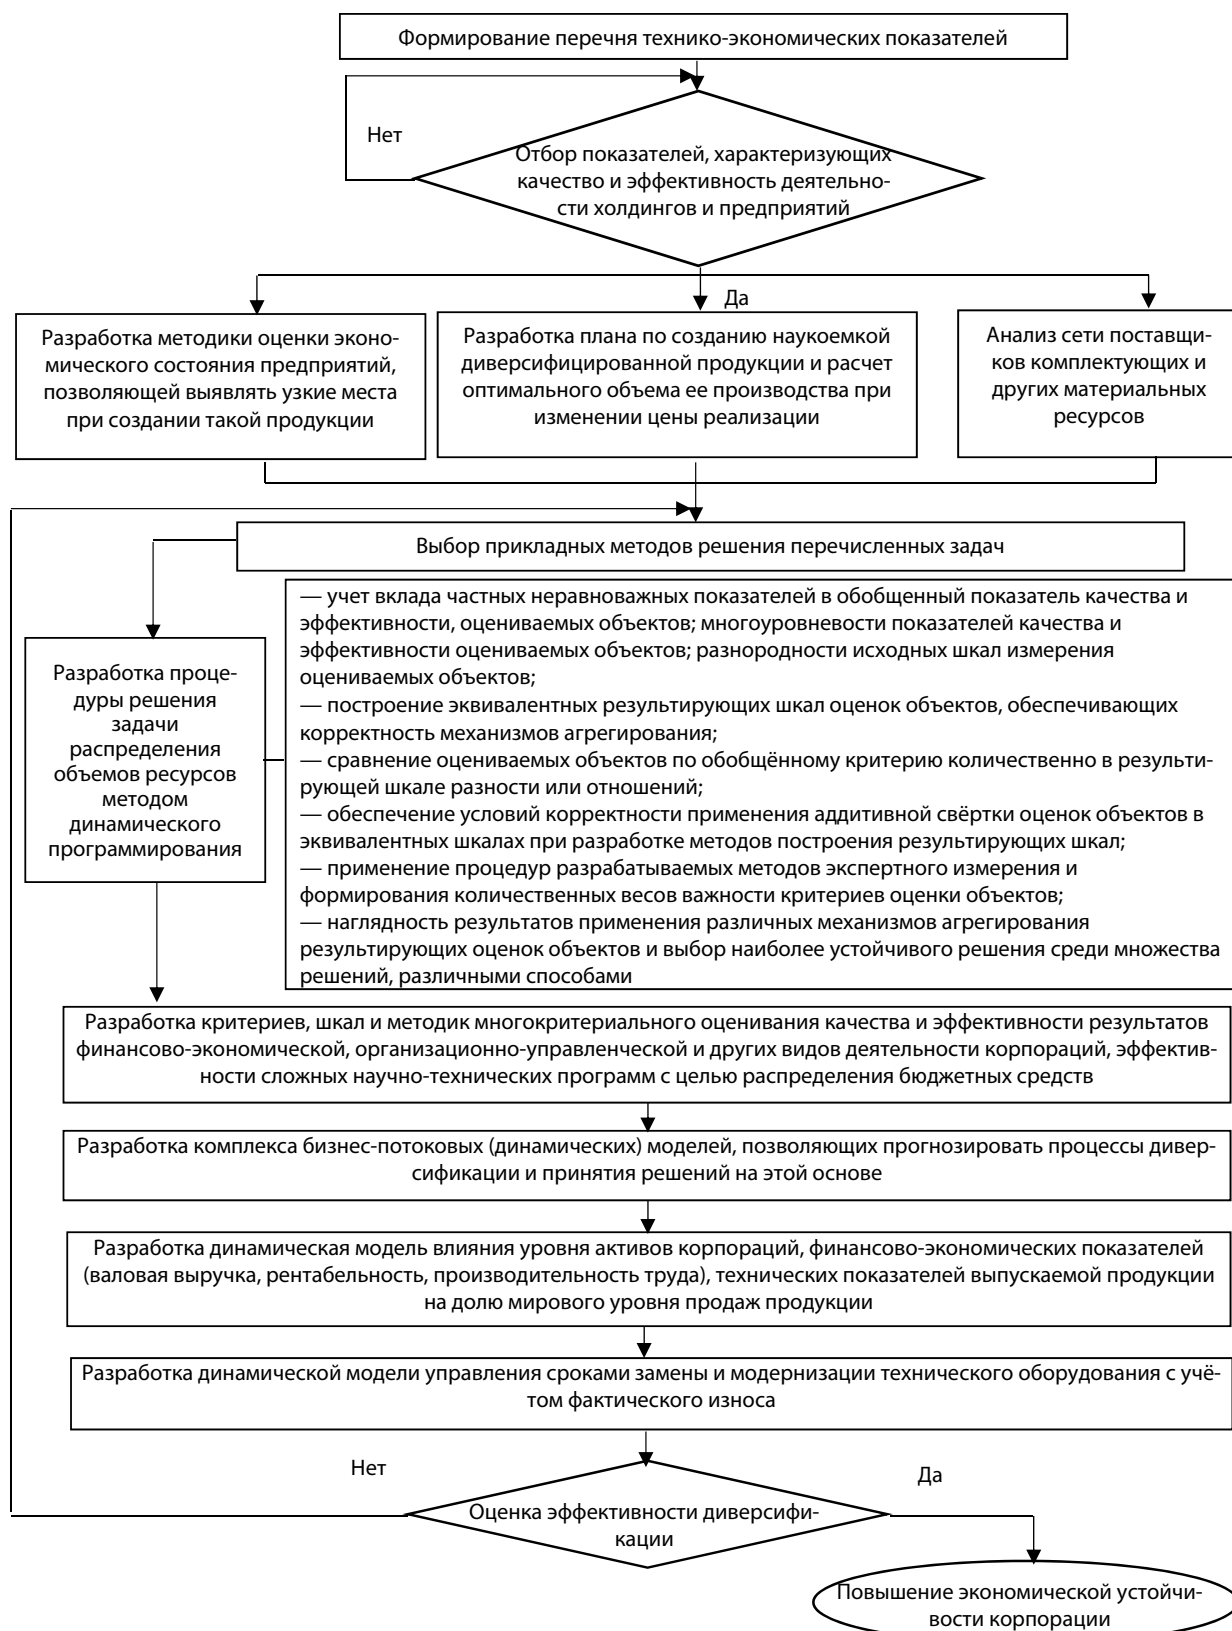 Формирование перечня технико-экономических показателей
Нет
Отбор показателей, характеризующих
качество и эффективность деятельно-
сти холдингов и предприятий
Да
Разработка методики оценки эконо-
мического состояния предприятий,
позволяющей выявлять узкие места
при создании такой продукции
Разработка плана по созданию наукоемкой
диверсифицированной продукции и расчет
оптимального объема ее производства при
изменении цены реализации
Анализ сети поставщи-
ков комплектующих и
других материальных
ресурсов
Выбор прикладных методов решения перечисленных задач
Разработка проце-
дуры решения
задачи
распределения
объемов ресурсов
методом
динамического
программирования
— учет вклада частных неравноважных показателей в обобщенный показатель качества и
эффективности, оцениваемых объектов; многоуровневости показателей качества и
эффективности оцениваемых объектов; разнородности исходных шкал измерения
оцениваемых объектов;
— построение эквивалентных результирующих шкал оценок объектов, обеспечивающих
корректность механизмов агрегирования;
— сравнение оцениваемых объектов по обобщённому критерию количественно в результи-
рующей шкале разности или отношений;
— обеспечение условий корректности применения аддитивной свёртки оценок объектов в
эквивалентных шкалах при разработке методов построения результирующих шкал;
— применение процедур разрабатываемых методов экспертного измерения и
формирования количественных весов важности критериев оценки объектов;
— наглядность результатов применения различных механизмов агрегирования
результирующих оценок объектов и выбор наиболее устойчивого решения среди множества
решений, различными способами
Разработка критериев, шкал и методик многокритериального оценивания качества и эффективности результатов
финансово-экономической, организационно-управленческой и других видов деятельности корпораций, эффектив-
ности сложных научно-технических программ с целью распределения бюджетных средств
Разработка комплекса бизнес-потоковых (динамических) моделей, позволяющих прогнозировать процессы дивер-
сификации и принятия решений на этой основе
Разработка динамическая модель влияния уровня активов корпораций, финансово-экономических показателей
(валовая выручка, рентабельность, производительность труда), технических показателей выпускаемой продукции
на долю мирового уровня продаж продукции
Разработка динамической модели управления сроками замены и модернизации технического оборудования с учё-
том фактического износа
Нет
Да
Оценка эффективности диверсифи-
кации
Повышение экономической устойчи-
вости корпорации